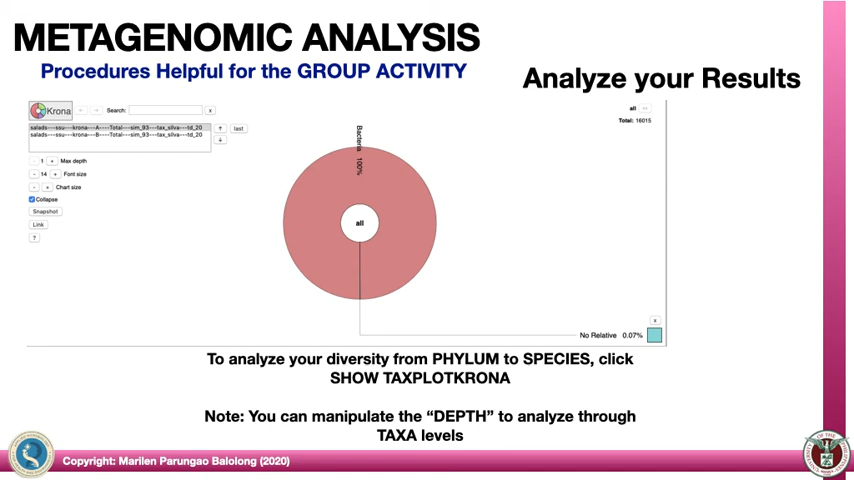 METAGENOMIC ANALYSIS
Procedures Helpful for the GROUP ACTIVITY
Analyze your Results
Krona
Search:
x
all
Total: 16015
salads---ssu---krona---A----Total---sim_93---tax_silva---td_20
salads---ssu---krona---B----Total---sim_93---tax_silva---td_20
last
- 1 + Max depth
- 14 + Font size
- + Chart size
Collapse
Snapshot
Link
?
Bacteria 100%
all
x
No Relative 0.07%
To analyze your diversity from PHYLUM to SPECIES, click
SHOW TAXPLOTKRONA
Note: You can manipulate the “DEPTH” to analyze through
TAXA levels
Copyright: Marilen Parungao Balolong (2020)